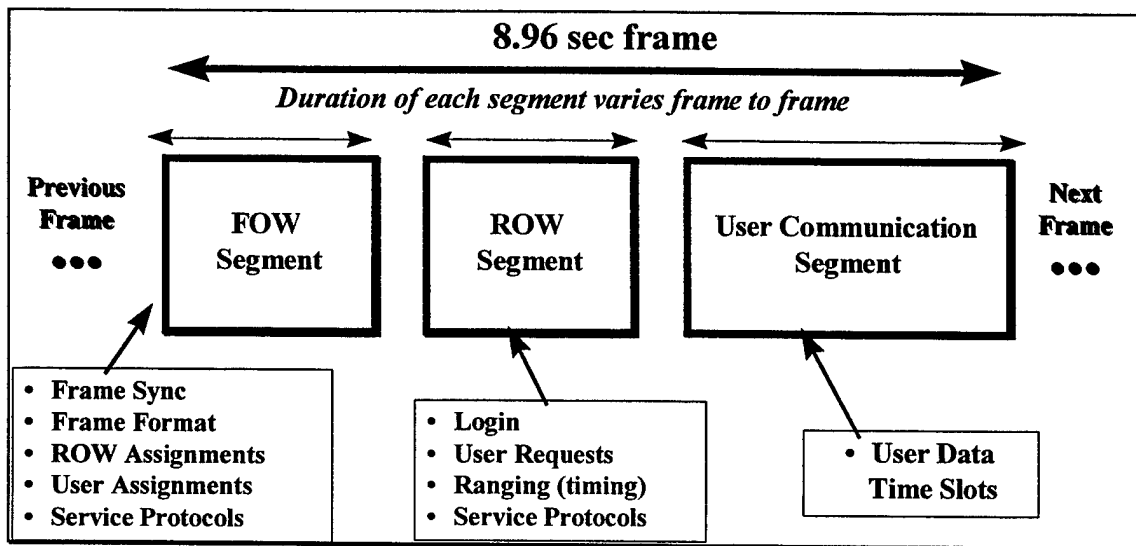 8.96 sec frame
Duration of each segment varies frame to frame
Previous
Frame
•••
FOW
Segment
ROW
Segment
User Communication
Segment
Next
Frame
•••
• Frame Sync
• Frame Format
• ROW Assignments
• User Assignments
• Service Protocols
• Login
• User Requests
• Ranging (timing)
• Service Protocols
• User Data
Time Slots